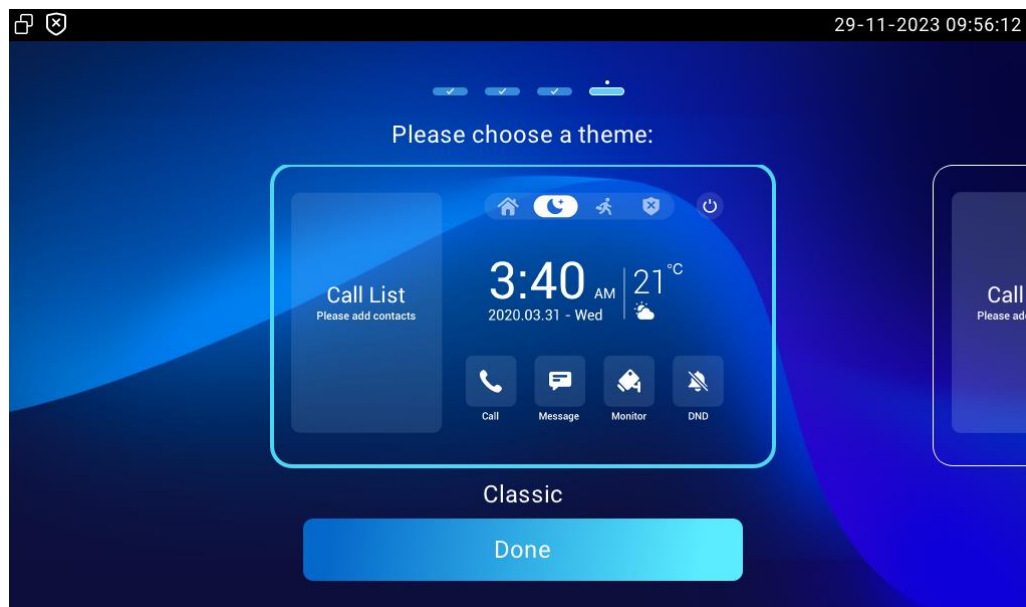 29-11-2023 09:56:12
Please choose a theme:
Call List
Please add contacts
3:40 AM
21°C
2020.03.31 - Wed
Call
Message
Monitor
DND
Call
Please
Classic
Done